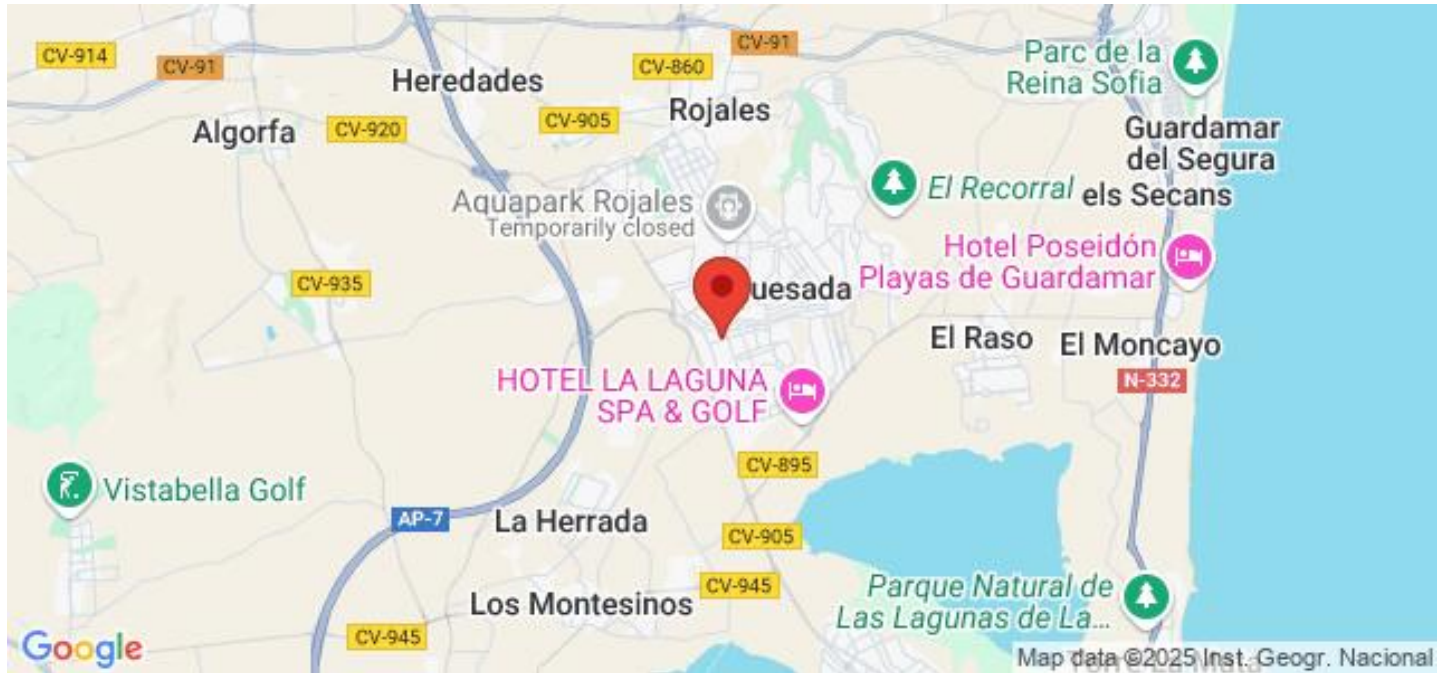 CV-914
CV-91
CV-91
Parc de la
Reina Sofia
Heredades
CV-860
Rojales
Algorfa
CV-920
CV-905
Guardamar
del Segura
Aquapark Rojales
Temporarily closed
El Recorral
els Secans
Hotel Poseidón
Playas de Guardamar
CV-935
uesada
El Raso
El Moncayo
N-332
HOTEL LA LAGUNA
SPA & GOLF
CV-895
Vistabella Golf
AP-7
La Herrada
CV-905
CV-945
Los Montesinos
Parque Natural de
Las Lagunas de La...
CV-945
Google
Map data ©2025 Inst. Geogr. Nacional